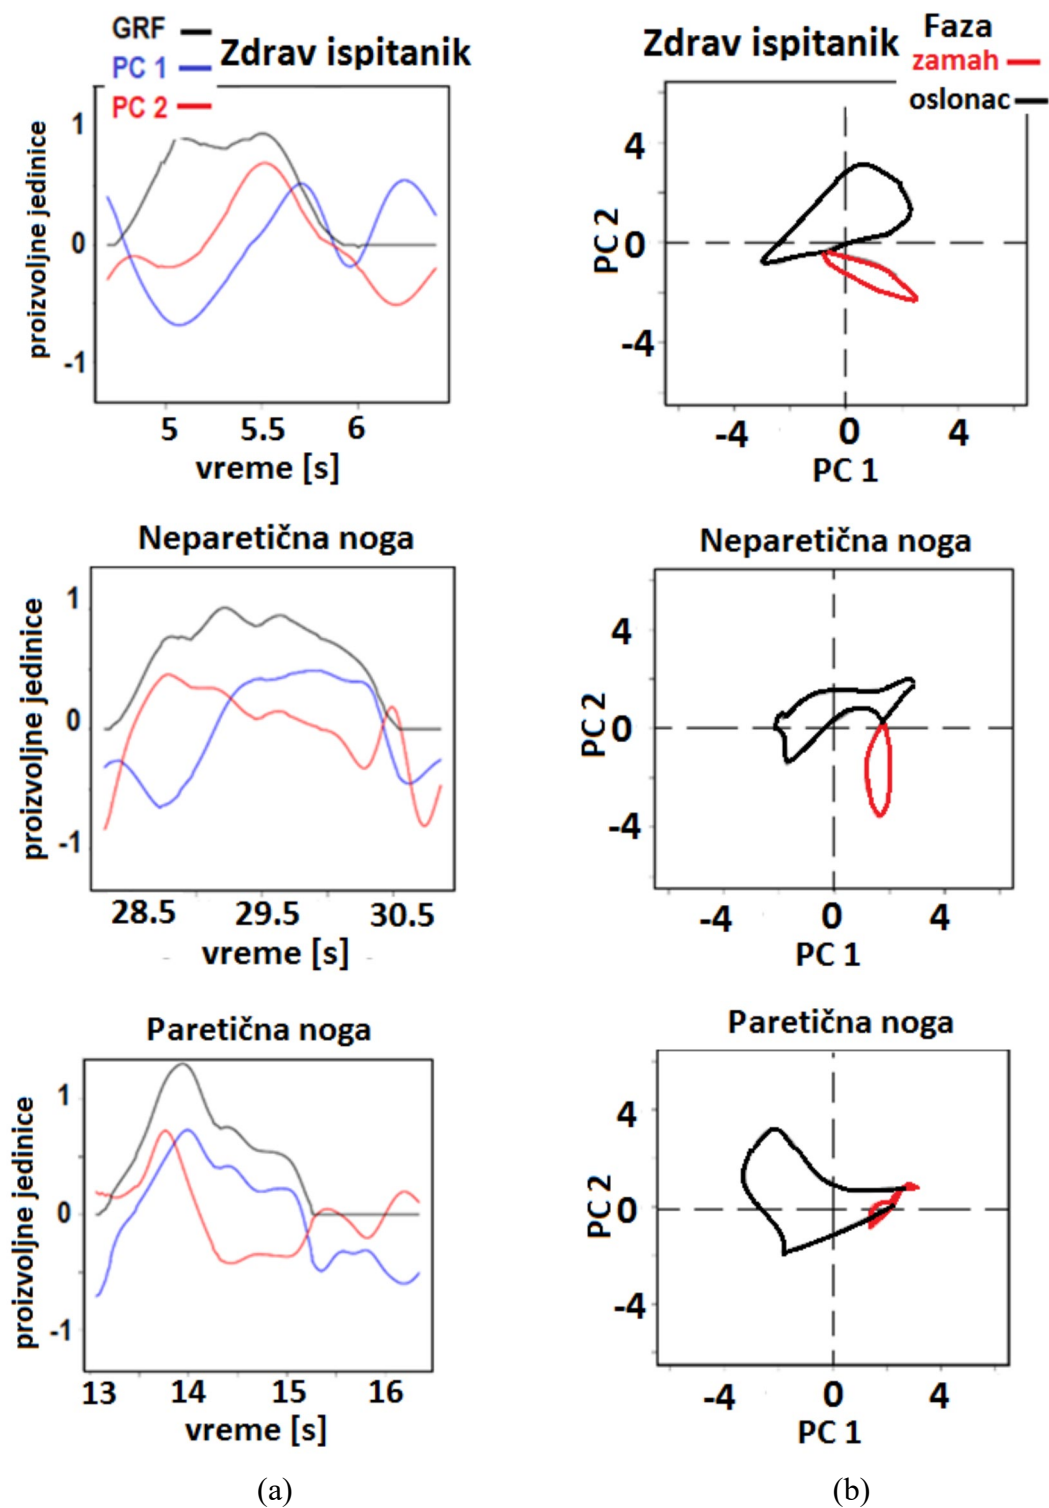 GRF
PC 1
PC 2
Zdrav ispitanik
1
0
-1
proizvoljne jedinice
5 5.5 6
vreme [s]
Zdrav ispitanik
Faza
zamah
oslonac
4
0
-4
PC 2
-4 0 4
PC 1
Neparetična noga
1
0
-1
proizvoljne jedinice
28.5 29.5 30.5
vreme [s]
Neparetična noga
4
0
-4
PC 2
-4 0 4
PC 1
Paretična noga
1
0
-1
proizvoljne jedinice
13 14 15 16
vreme [s]
Paretična noga
4
0
-4
PC 2
-4 0 4
PC 1
(a) (b)